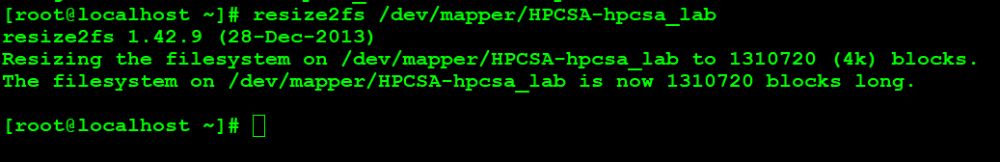 [root@localhost ~]# resize2fs /dev/mapper/HPCSA-hpcsa_lab
resize2fs 1.42.9 (28-Dec-2013)
Resizing the filesystem on /dev/mapper/HPCSA-hpcsa_lab to 1310720 (4k) blocks.
The filesystem on /dev/mapper/HPCSA-hpcsa_lab is now 1310720 blocks long.
[root@localhost ~]#